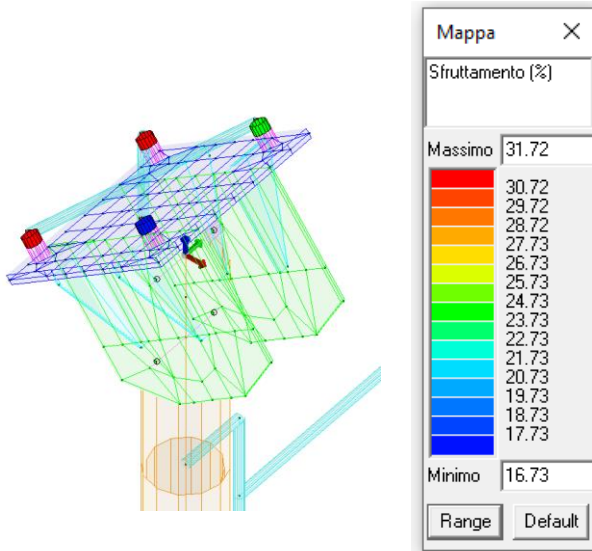 Mappa
Sfruttamento (%)
Massimo 31.72
30.72
29.72
28.72
27.73
26.73
25.73
24.73
23.73
22.73
21.73
20.73
19.73
18.73
17.73
Minimo 16.73
Range Default